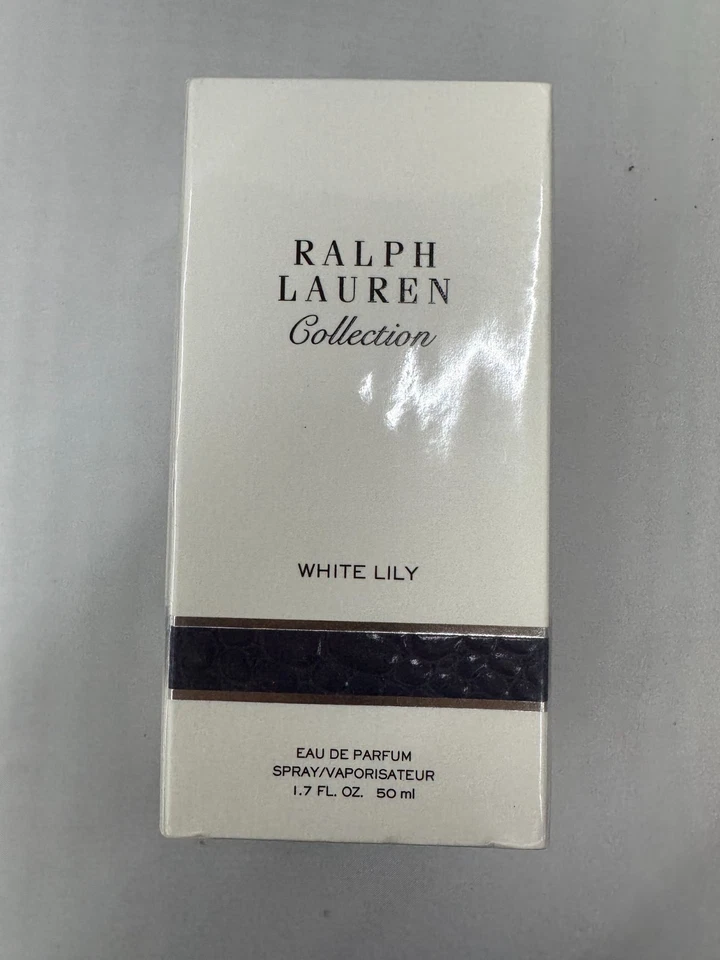 RALPH
LAUREN
Collection
WHITE LILY
EAU DE PARFUM
SPRAY/VAPORISATEUR
1.7 FL. OZ. 50 ml